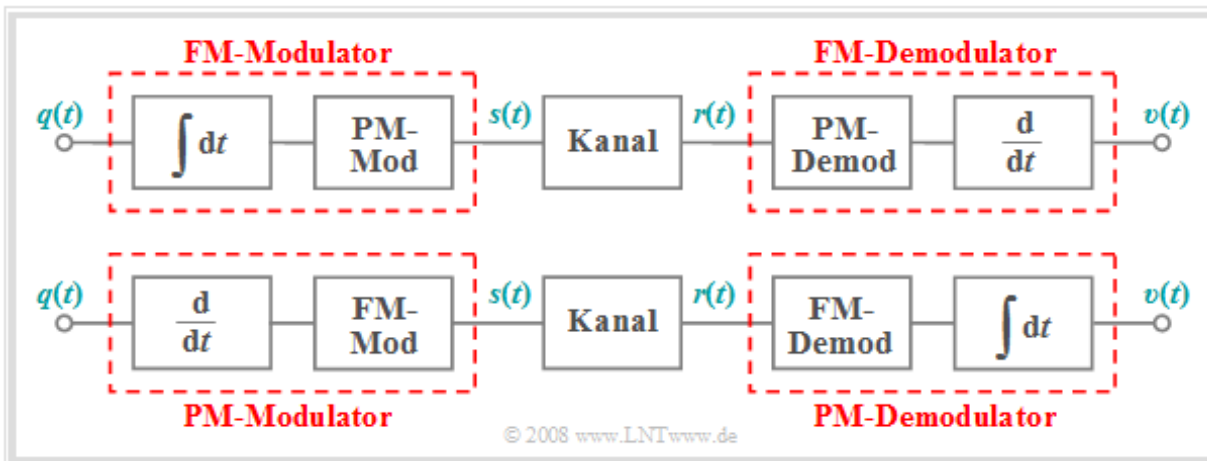 FM-Modulator FM-Demodulator
q(t) ∫ dt PM-Mod s(t) Kanal r(t) PM-Demod d/dt v(t)
q(t) d/dt FM-Mod s(t) Kanal r(t) FM-Demod ∫ dt v(t)
PM-Modulator PM-Demodulator
© 2008 www.LNTwww.de